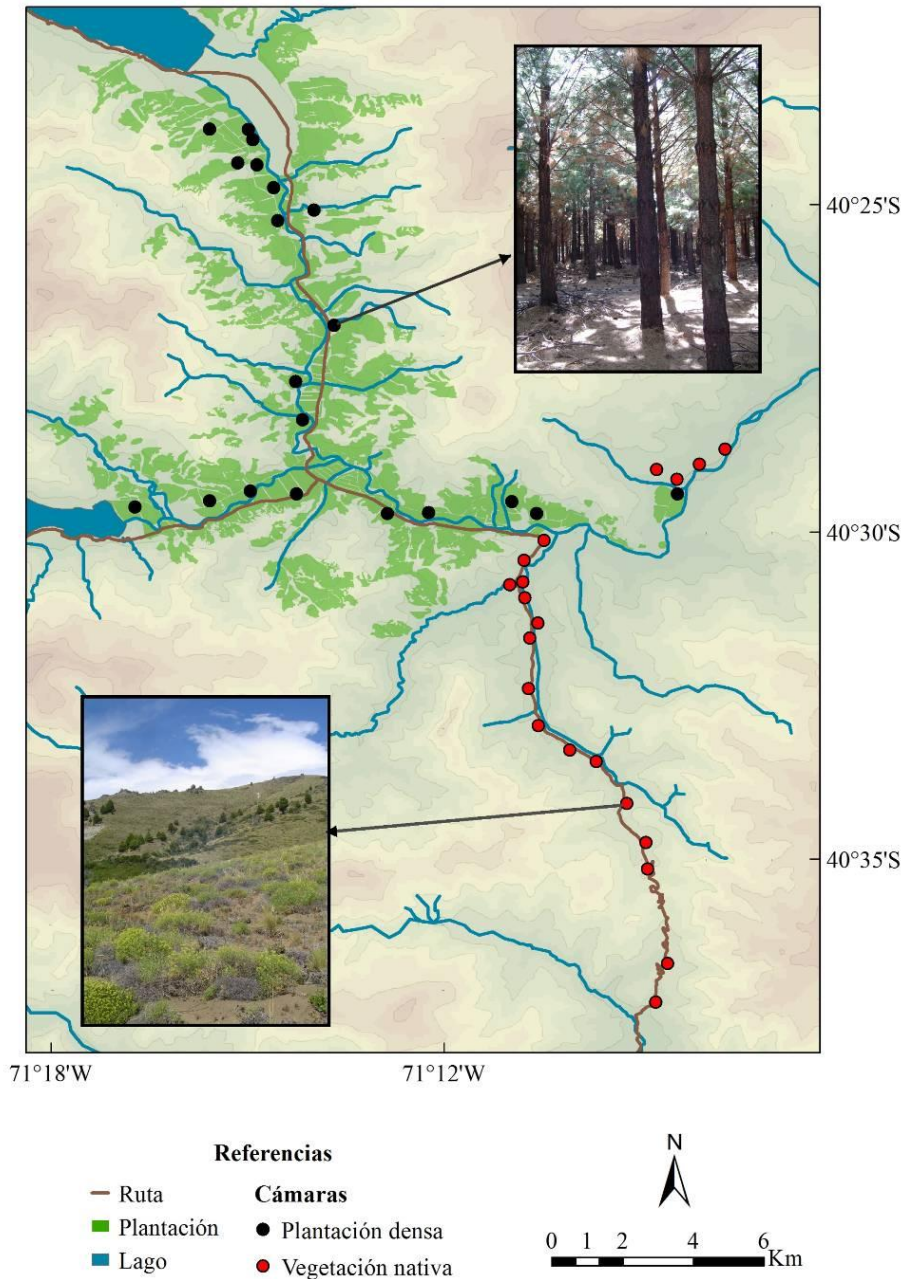 40°25'S
40°30'S
40°35'S
71°18'W
71°12'W
Referencias
Ruta
Plantación
Lago
Cámaras
Plantación densa
Vegetación nativa
N
0 1 2 4 6
Km